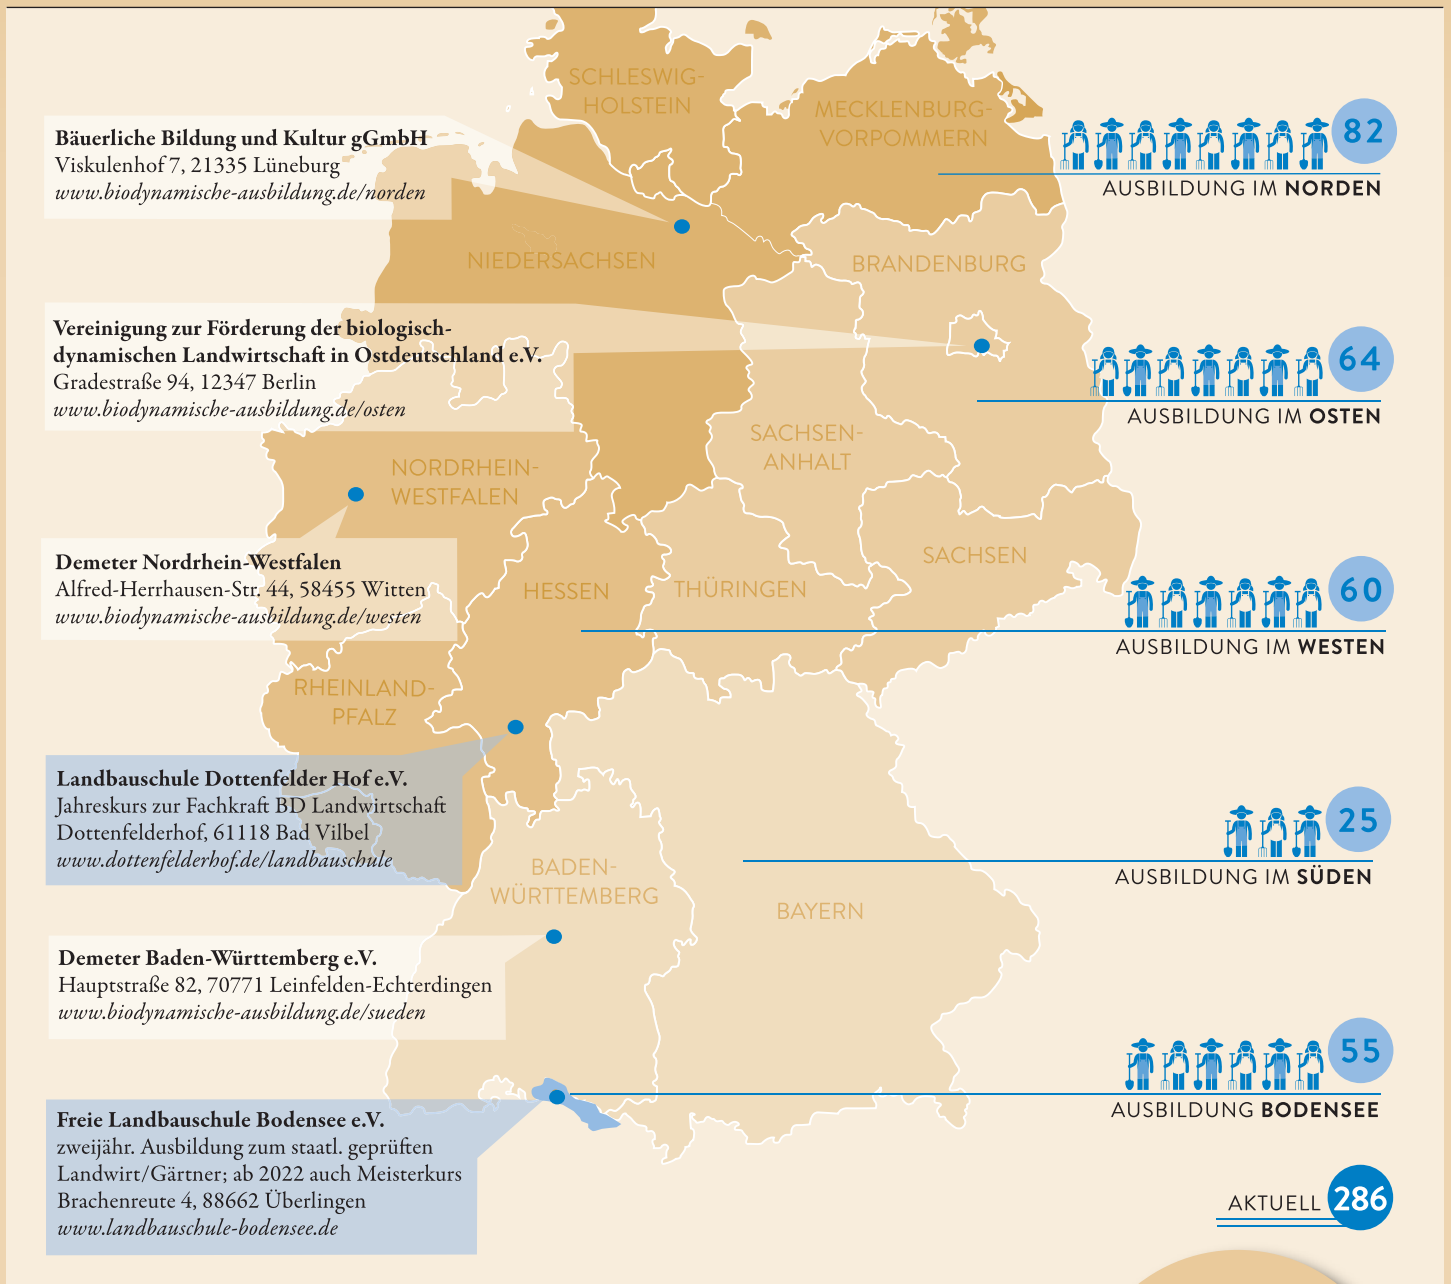 SCHLESWIG-
HOLSTEIN
MECKLENBURG-
VORPOMMERN
Bäuerliche Bildung und Kultur gGmbH
Viskulenhof 7, 21335 Lüneburg
www.biodynamische-ausbildung.de/norden
82
AUSBILDUNG IM NORDEN
NIEDERSACHSEN
BRANDENBURG
Vereinigung zur Förderung der biologisch-
dynamischen Landwirtschaft in Ostdeutschland e.V.
Gradestraße 94, 12347 Berlin
www.biodynamische-ausbildung.de/osten
64
AUSBILDUNG IM OSTEN
SACHSEN-
ANHALT
NORDRHEIN-
WESTFALEN
SACHSEN
Demeter Nordrhein-Westfalen
Alfred-Herrhausen-Str. 44, 58455 Witten
www.biodynamische-ausbildung.de/westen
HESSEN
THÜRINGEN
60
AUSBILDUNG IM WESTEN
RHEINLAND-
PFALZ
Landbauschule Dottenfelder Hof e.V.
Jahreskurs zur Fachkraft BD Landwirtschaft
Dottenfelderhof, 61118 Bad Vilbel
www.dottenfelderhof.de/landbauschule
25
AUSBILDUNG IM SÜDEN
BADEN-
WÜRTTEMBERG
BAYERN
Demeter Baden-Württemberg e.V.
Hauptstraße 82, 70771 Leinfelden-Echterdingen
www.biodynamische-ausbildung.de/sueden
55
AUSBILDUNG BODENSEE
Freie Landbauschule Bodensee e.V.
zweijähr. Ausbildung zum staatl. geprüften
Landwirt/Gärtner; ab 2022 auch Meisterkurs
Brachenreute 4, 88662 Überlingen
www.landbauschule-bodensee.de
AKTUELL 286